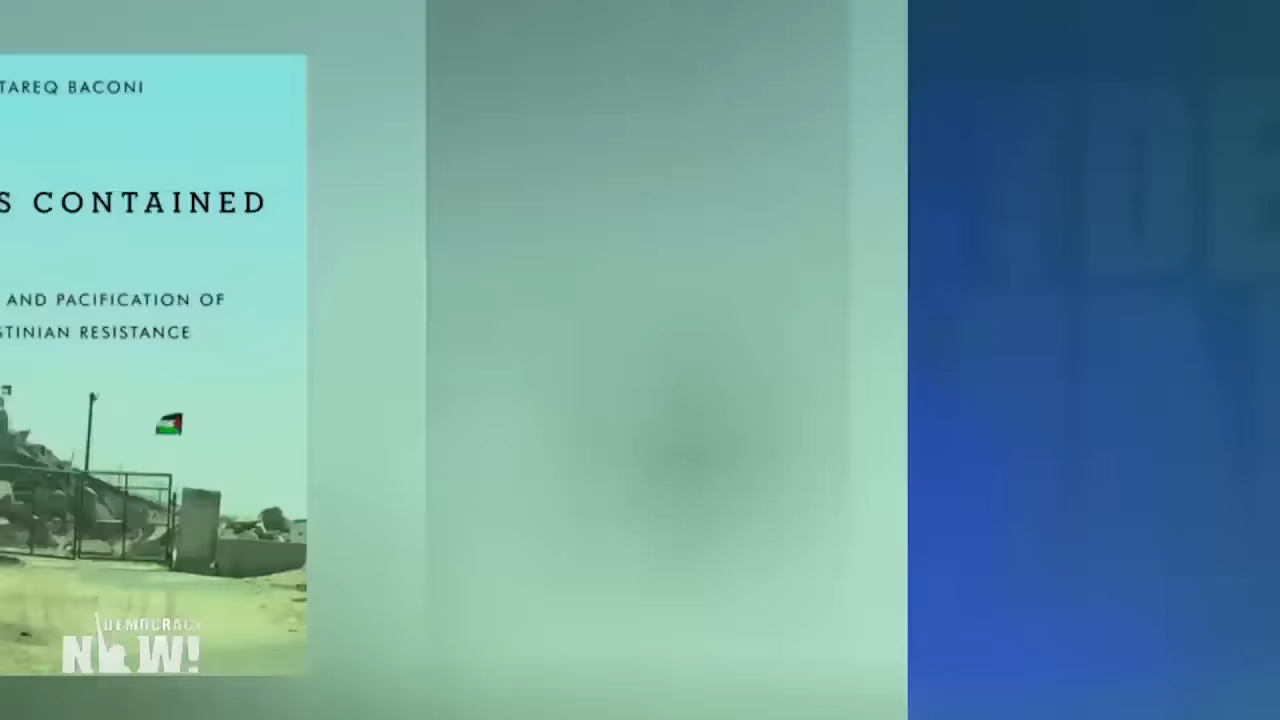 TAREQ BACONI
S CONTAINED
AND PACIFICATION OF
STINIAN RESISTANCE
DEMOCRACY
NOW!